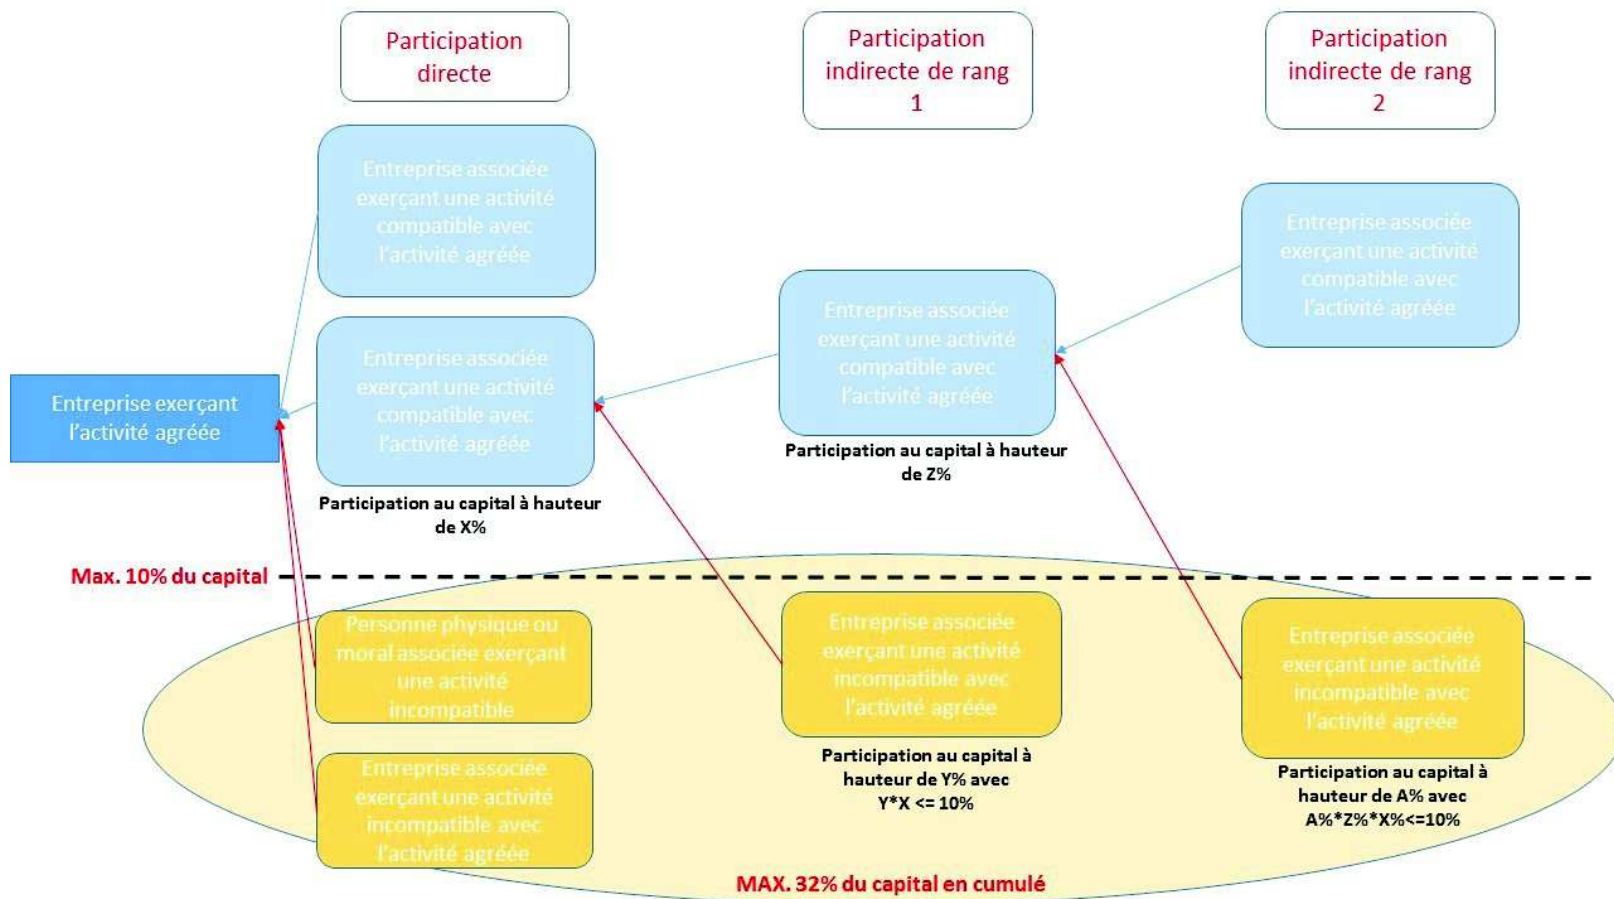 Participation
directe
Participation
indirecte de rang
1
Participation
indirecte de rang
2
Entreprise associée
exerçant une activité
compatible avec
l'activité agréée
Entreprise associée
exerçant une activité
compatible avec
l'activité agréée
Entreprise associée
exerçant une activité
compatible avec
l'activité agréée
Entreprise associée
exerçant une activité
compatible avec
l'activité agréée
Entreprise exerçant
l'activité agréée
Participation au capital à hauteur
de Z%
Participation au capital à hauteur
de X%
Max. 10% du capital
Personne physique ou
moral associée exerçant
une activité
incompatible
Entreprise associée
exerçant une activité
incompatible avec
l'activité agréée
Entreprise associée
exerçant une activité
incompatible avec
l'activité agréée
Entreprise associée
exerçant une activité
incompatible avec
l'activité agréée
Participation au capital à
hauteur de Y% avec
Y*X <= 10%
Participation au capital à
hauteur de A% avec
A%*Z%*X%<=10%
MAX. 32% du capital en cumulé